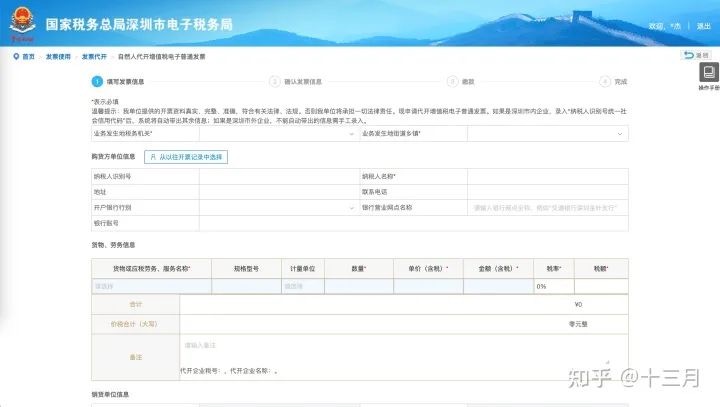 国家税务总局深圳市电子税务局
欢迎，*杰 | 退出
首页 > 发票使用 > 发票代开 > 自然人代开增值税电子普通发票
返回
操作手册
1 填写发票信息 2 确认发票信息 3 缴款 4 完成
*表示必填
温馨提示：我单位提供的开票资料真实、完整、准确、符合有关法律、法规，否则我单位将承担一切法律责任。现申请代开增值税电子普通发票。如果是深圳市内企业，录入“纳税人识别号统一社
会信用代码”后，系统将自动带出其余信息；如果是深圳市外企业，不能自动带出的信息需手工录入。
业务发生地税务机关* 业务发生地街道乡镇*
购货方单位信息 从以往开票记录中选择
纳税人识别号 纳税人名称*
地址 联系电话
开户银行行别 银行营业网点名称 请输入银行网点全称，例如“交通银行深圳金叶支行”
银行账号
货物、劳务信息
货物或应税劳务、服务名称* 规格型号 计量单位 数量* 单价（含税）* 金额（含税）* 税率* 税额*
请选择 请选择 0%
合计 ¥0
价税合计（大写） 零元整
请输入备注
备注
代开企业税号：，代开企业名称：。
知乎 @十三月
销货单位信息